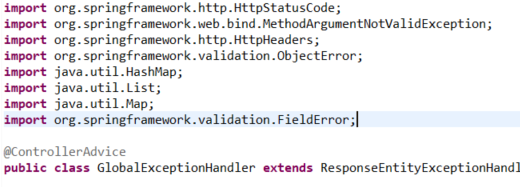 import org.springframework.http.HttpStatusCode;
import org.springframework.web.bind.MethodArgumentNotValidException;
import org.springframework.http.HttpHeaders;
import org.springframework.validation.ObjectError;
import java.util.HashMap;
import java.util.List;
import java.util.Map;
import org.springframework.validation.FieldError;
@ControllerAdvice
public class GlobalExceptionHandler extends ResponseEntityExceptionHandl